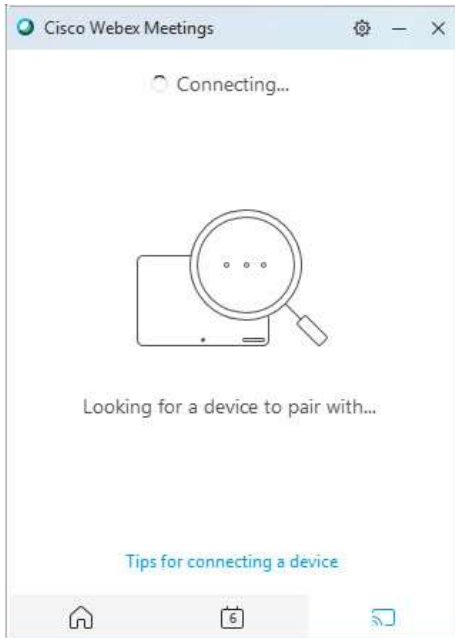 Cisco Webex Meetings
Connecting...
Looking for a device to pair with...
Tips for connecting a device
6